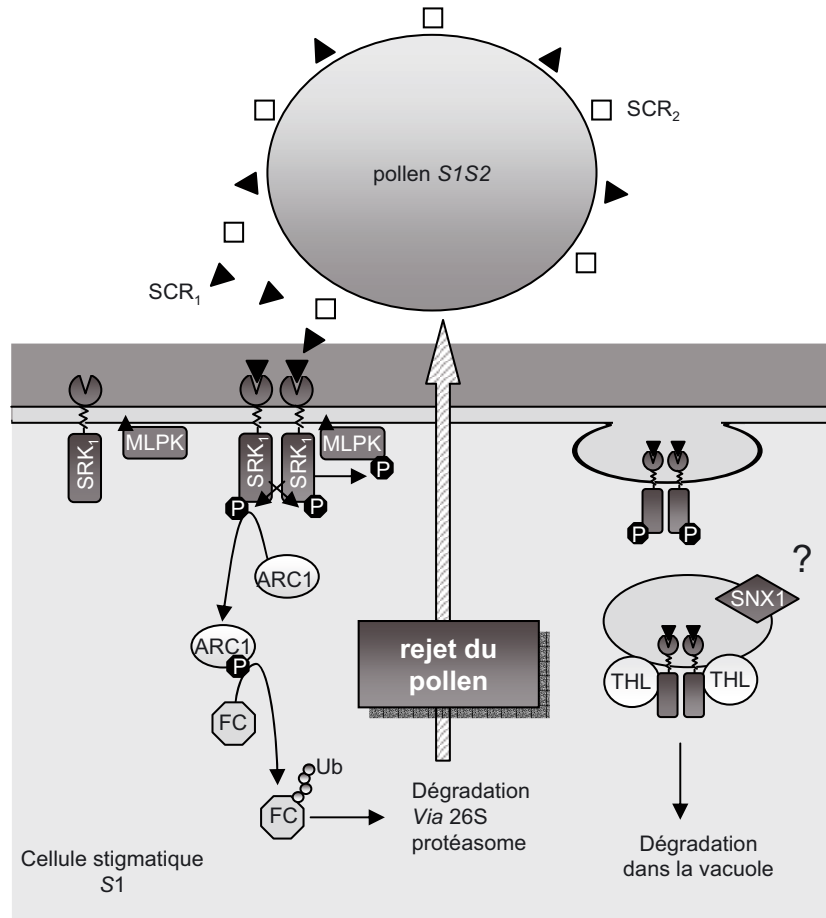 SCR2
pollen S1S2
SCR1
SRK1
MLPK
SRK1
SRK1
MLPK
P
P
P
ARC1
P
P
?
SNX1
ARC1
P
rejet du
pollen
THL
THL
FC
Ub
FC
Dégradation
Via 26S
protéasome
Dégradation
dans la vacuole
Cellule stigmatique
S1